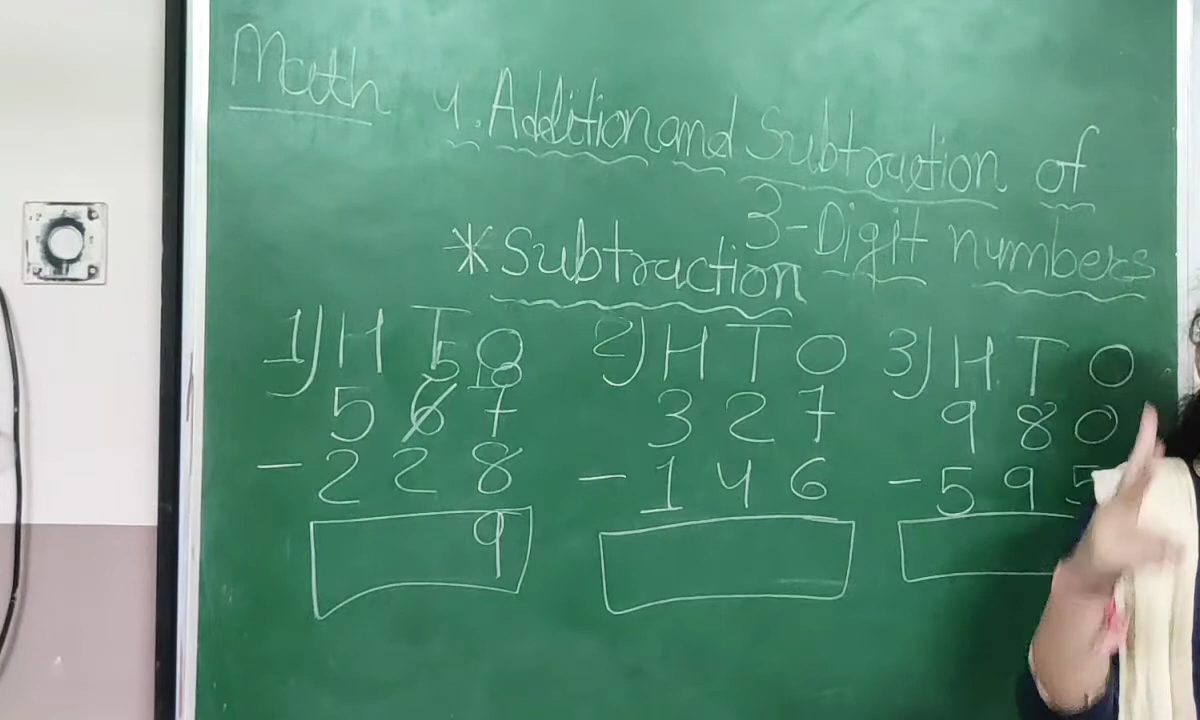 Math 4. Addition and Subtraction of
3-Digit numbers
*Subtraction
1) H T O
5 10
5 6 7
- 2 2 8
9
2) H T O
3 2 7
- 1 4 6
3) H T O
9 8 0
- 5 9 5